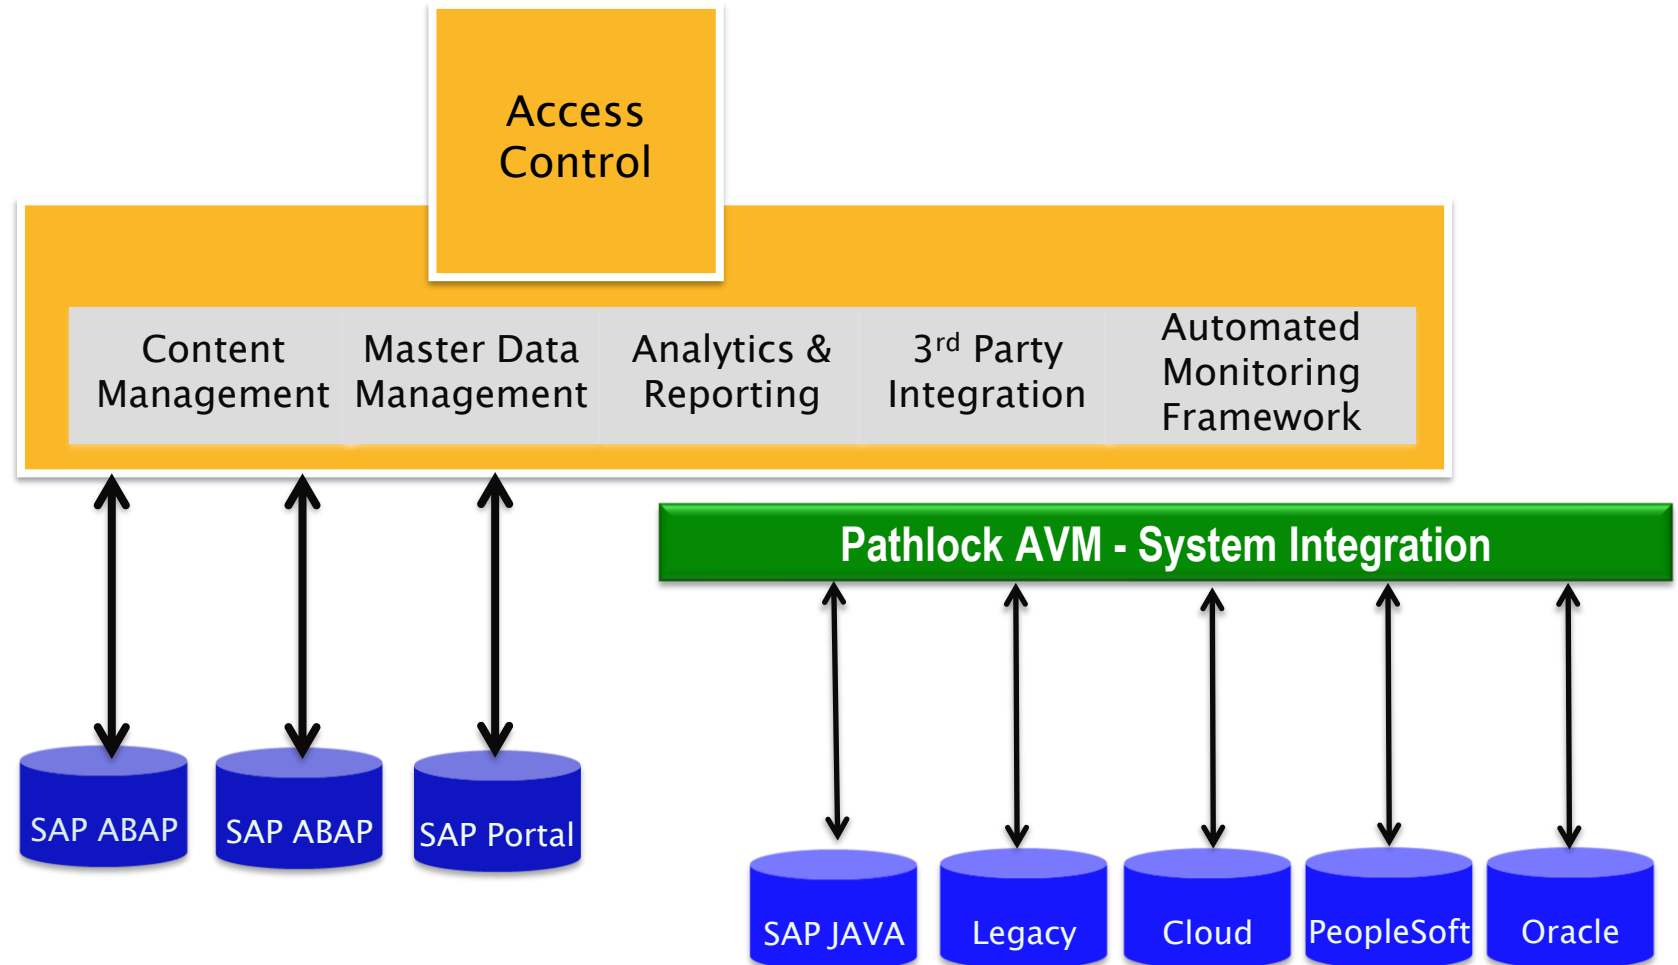 Access
Control
Content
Management
Master Data
Management
Analytics &
Reporting
3rd Party
Integration
Automated
Monitoring
Framework
Pathlock AVM - System Integration
SAP ABAP
SAP ABAP
SAP Portal
SAP JAVA
Legacy
Cloud
PeopleSoft
Oracle